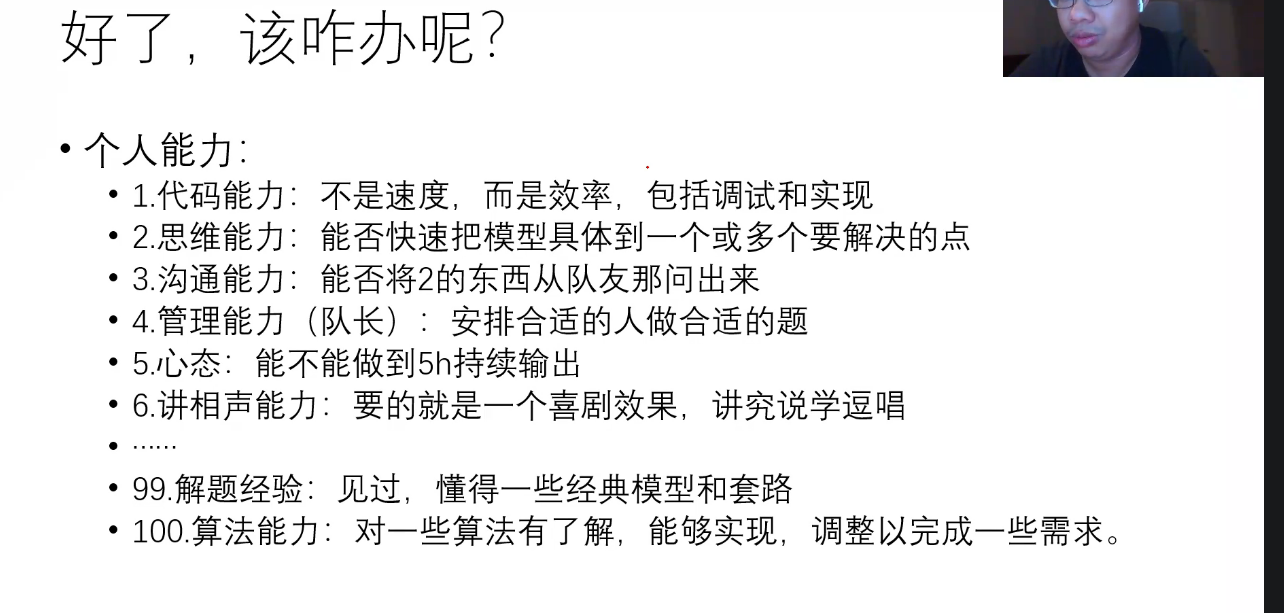 好了，该咋办呢？
• 个人能力：
• 1.代码能力：不是速度，而是效率，包括调试和实现
• 2.思维能力：能否快速把模型具体到一个或多个要解决的点
• 3.沟通能力：能否将2的东西从队友那问出来
• 4.管理能力（队长）：安排合适的人做合适的题
• 5.心态：能不能做到5h持续输出
• 6.讲相声能力：要的就是一个喜剧效果，讲究说学逗唱
• ……
• 99.解题经验：见过，懂得一些经典模型和套路
• 100.算法能力：对一些算法有了解，能够实现，调整以完成一些需求。